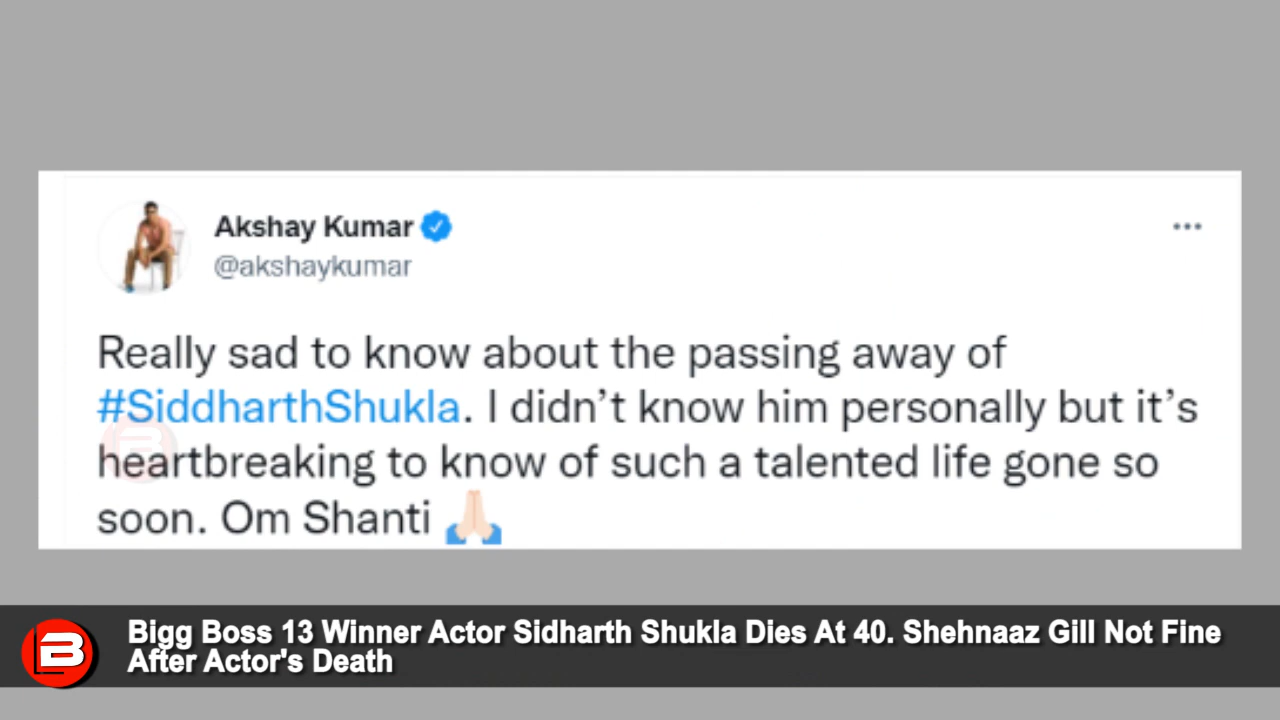 Akshay Kumar
@akshaykumar
Really sad to know about the passing away of
#SiddharthShukla. I didn’t know him personally but it’s
heartbreaking to know of such a talented life gone so
soon. Om Shanti 🙏🏻
B
B
Bigg Boss 13 Winner Actor Sidharth Shukla Dies At 40. Shehnaaz Gill Not Fine
After Actor's Death